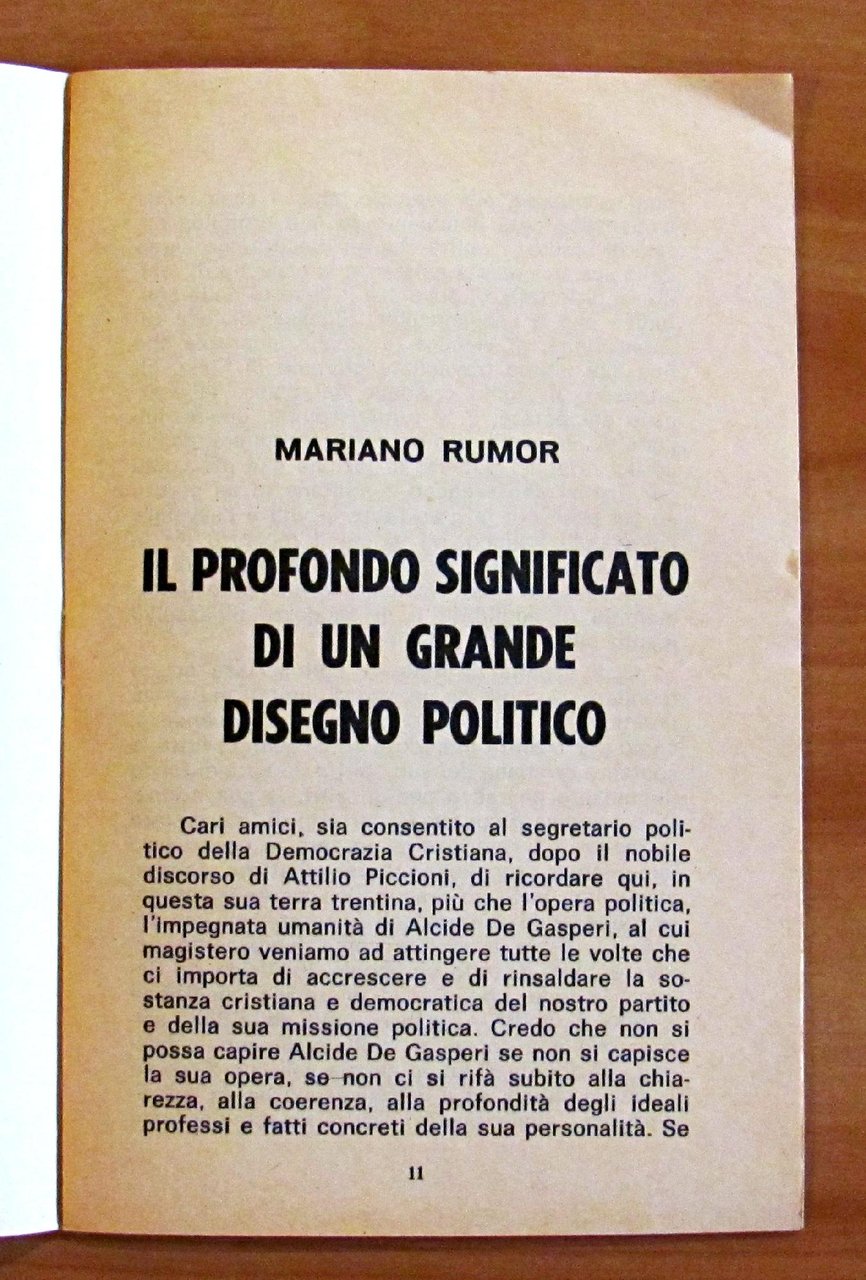 MARIANO RUMOR
IL PROFONDO SIGNIFICATO
DI UN GRANDE
DISEGNO POLITICO
Cari amici, sia consentito al segretario poli-
tico della Democrazia Cristiana, dopo il nobile
discorso di Attilio Piccioni, di ricordare qui, in
questa sua terra trentina, più che l'opera politica,
l'impegnata umanità di Alcide De Gasperi, al cui
magistero veniamo ad attingere tutte le volte che
ci importa di accrescere e di rinsaldare la so-
stanza cristiana e democratica del nostro partito
e della sua missione politica. Credo che non si
possa capire Alcide De Gasperi se non si capisce
la sua opera, se non ci si rifà subito alla chia-
rezza, alla coerenza, alla profondità degli ideali
professi e fatti concreti della sua personalità. Se
11